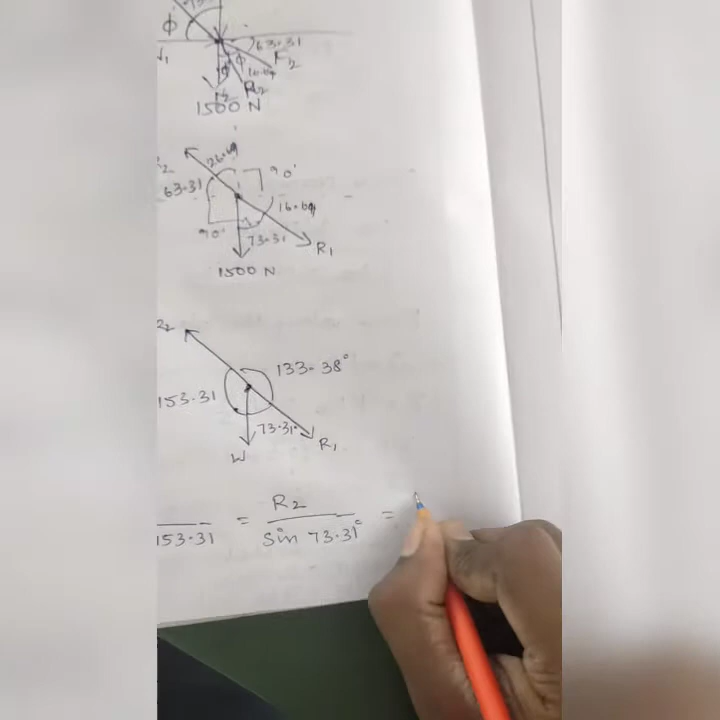 ϕ
63.31
16.69
R2
1500 N
26.69
90°
63.31
16.69
90°
73.31
R1
1500 N
133.38°
153.31
73.31°
R1
W
R2
153.31 = sin 73.31° =